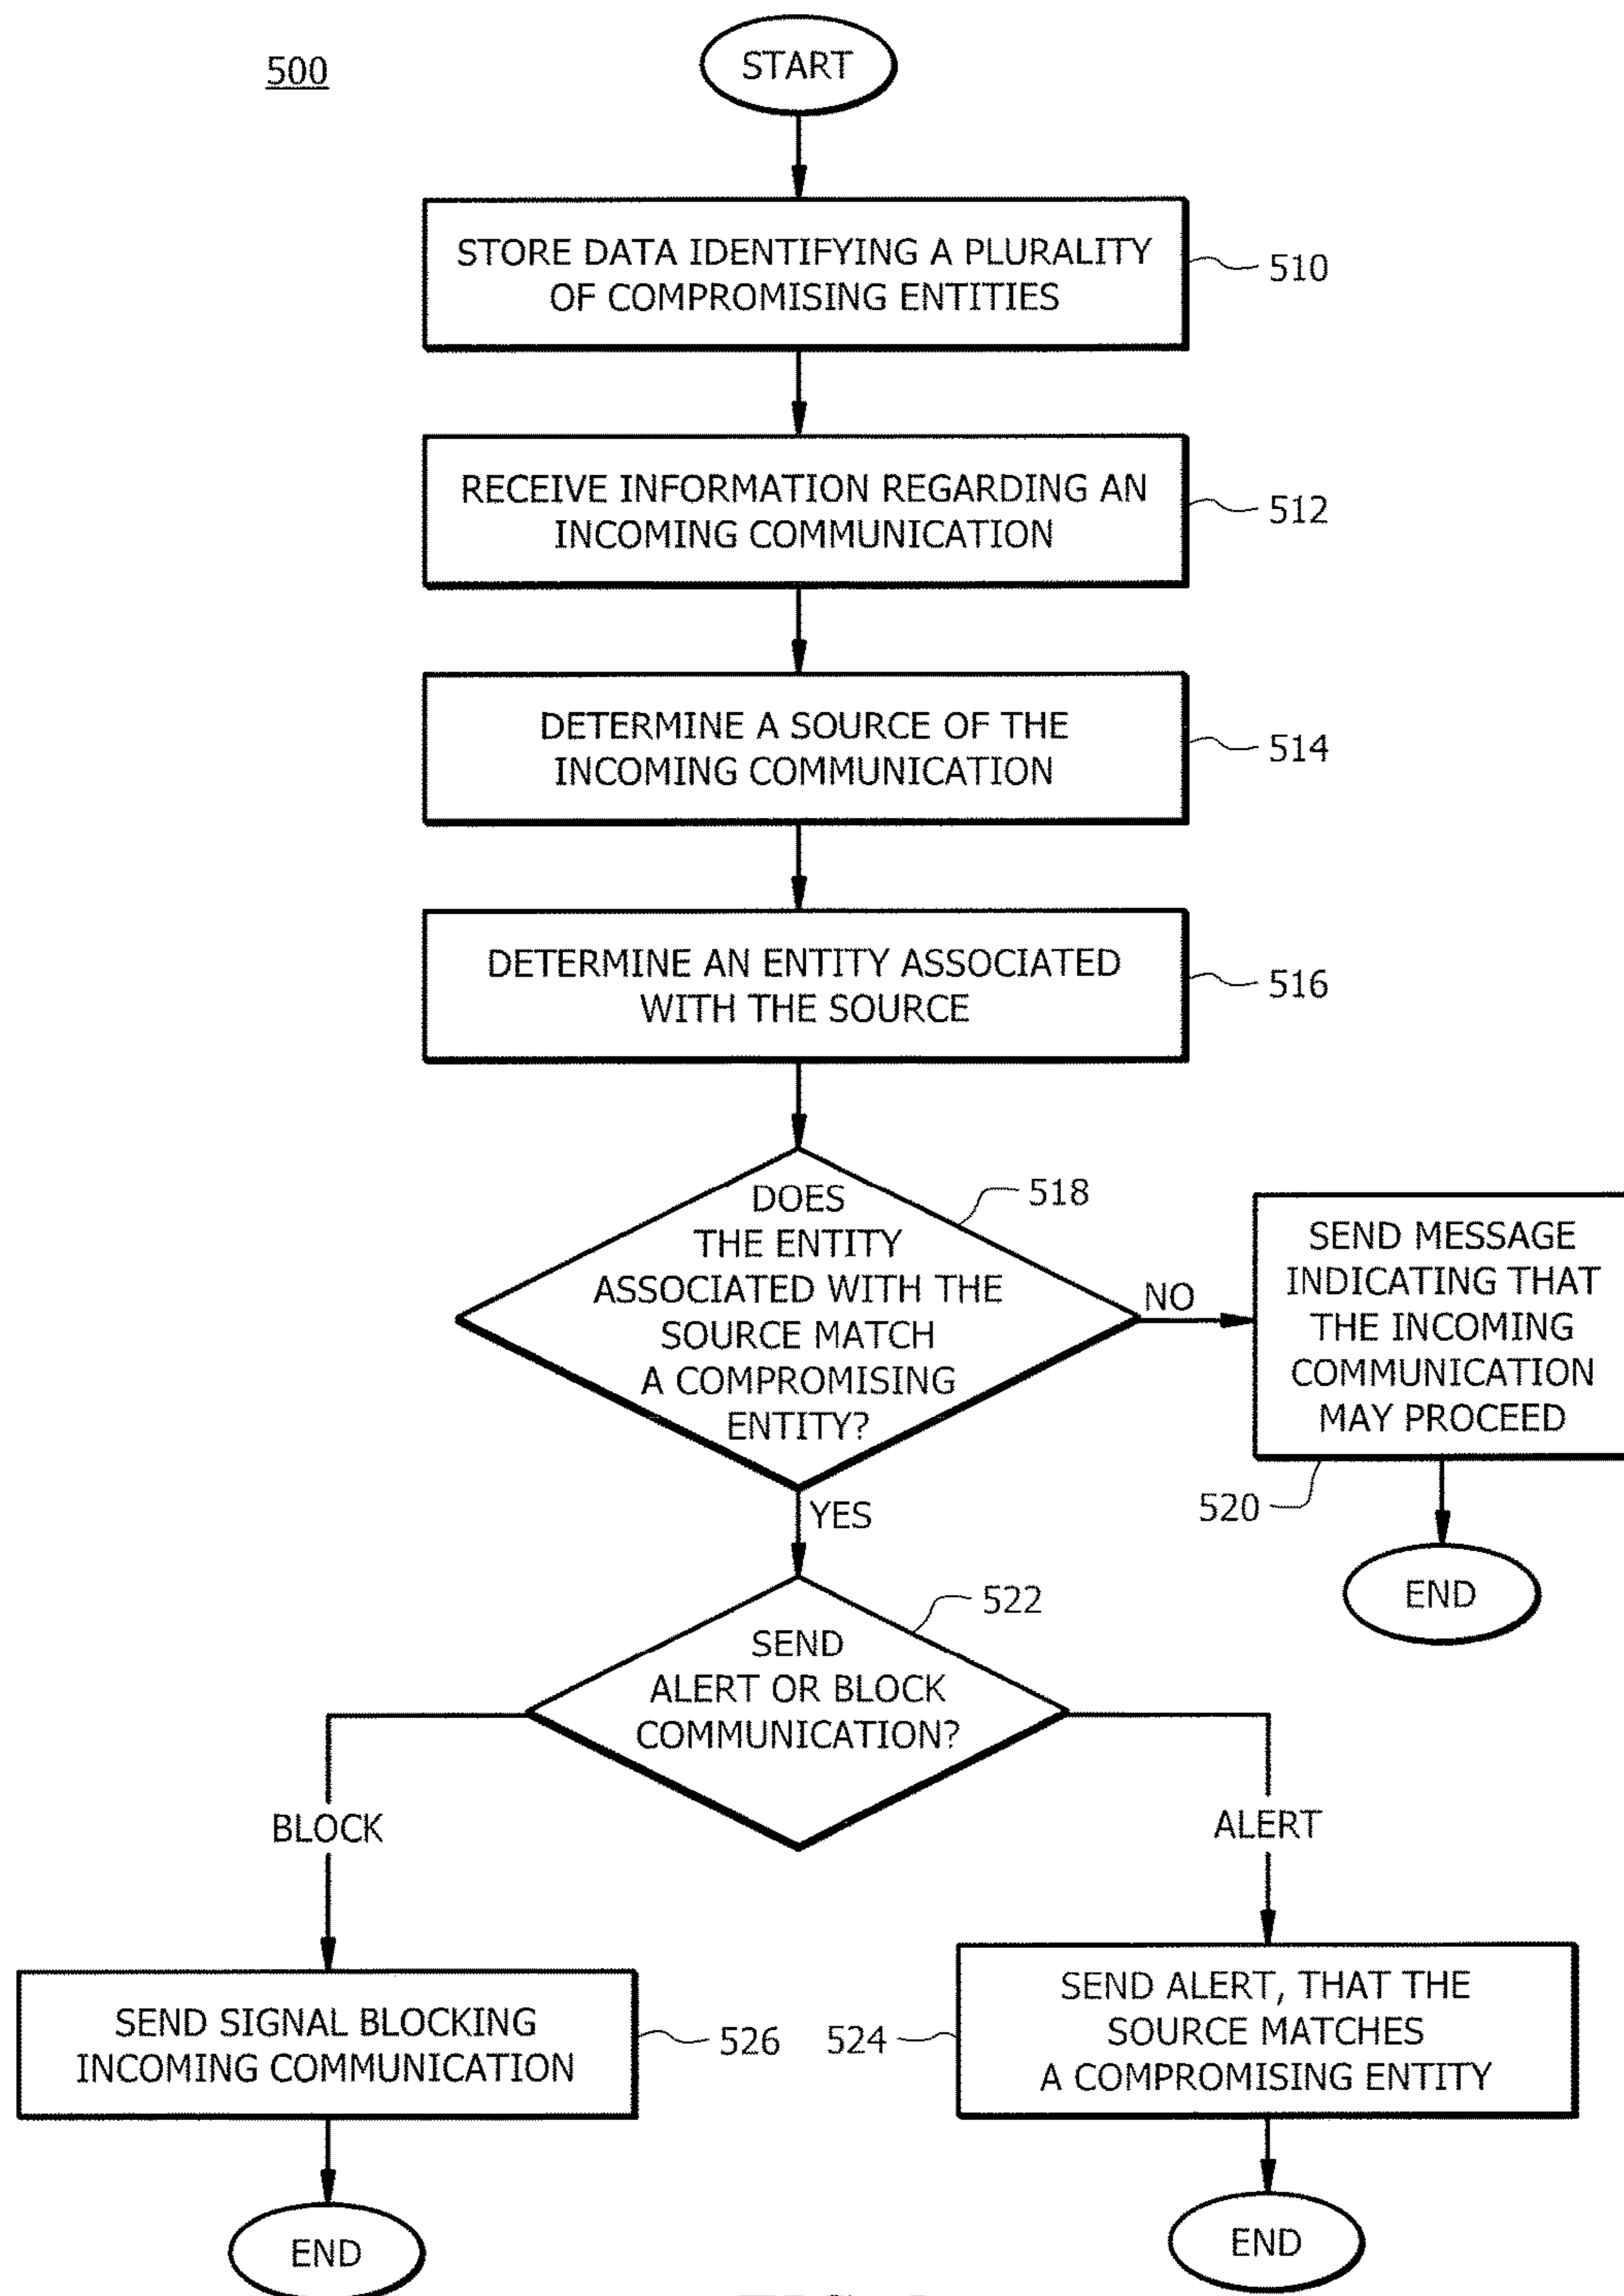 500
START
STORE DATA IDENTIFYING A PLURALITY
OF COMPROMISING ENTITIES
510
RECEIVE INFORMATION REGARDING AN
INCOMING COMMUNICATION
512
DETERMINE A SOURCE OF THE
INCOMING COMMUNICATION
514
DETERMINE AN ENTITY ASSOCIATED
WITH THE SOURCE
516
DOES
THE ENTITY
ASSOCIATED WITH THE
SOURCE MATCH
A COMPROMISING
ENTITY?
518
NO
SEND MESSAGE
INDICATING THAT
THE INCOMING
COMMUNICATION
MAY PROCEED
520
END
YES
SEND
ALERT OR BLOCK
COMMUNICATION?
522
BLOCK
ALERT
SEND SIGNAL BLOCKING
INCOMING COMMUNICATION
526
524
SEND ALERT, THAT THE
SOURCE MATCHES
A COMPROMISING ENTITY
END
END